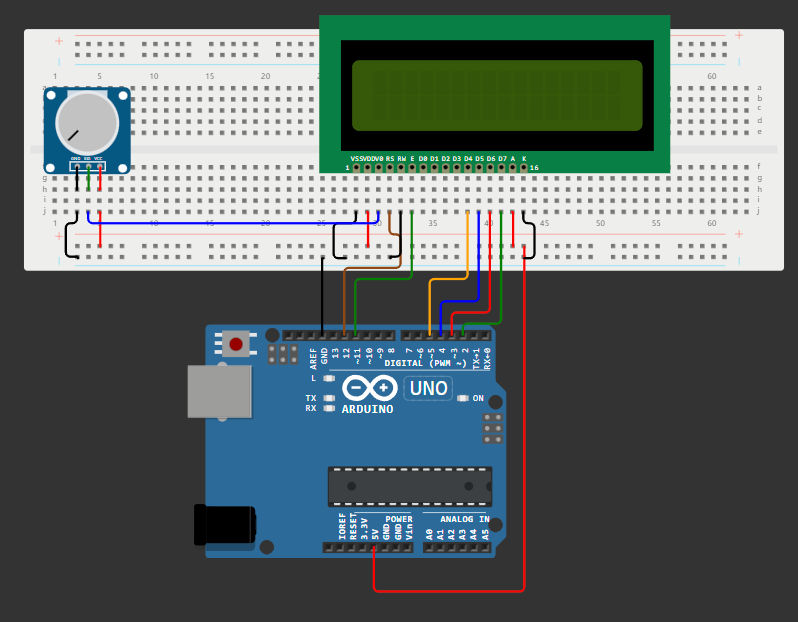 1 5 10 15 20 60
a a
b
c
d
e e
GND SIG VCC
VSS VDD V0 RS RW E D0 D1 D2 D3 D4 D5 D6 D7 A K
1 16
f
g g
h h
i i
j j
1 5 10 15 20 25 30 35 40 45 50 55 60
AREF GND 13 12 ~11 ~10 ~9 8 7 ~6 ~5 4 ~3 2 TX→1 RX←0
DIGITAL (PWM ~)
L
TX
RX
UNO
ARDUINO
ON
POWER
ANALOG IN
IOREF RESET 3.3V 5V GND GND Vin A0 A1 A2 A3 A4 A5